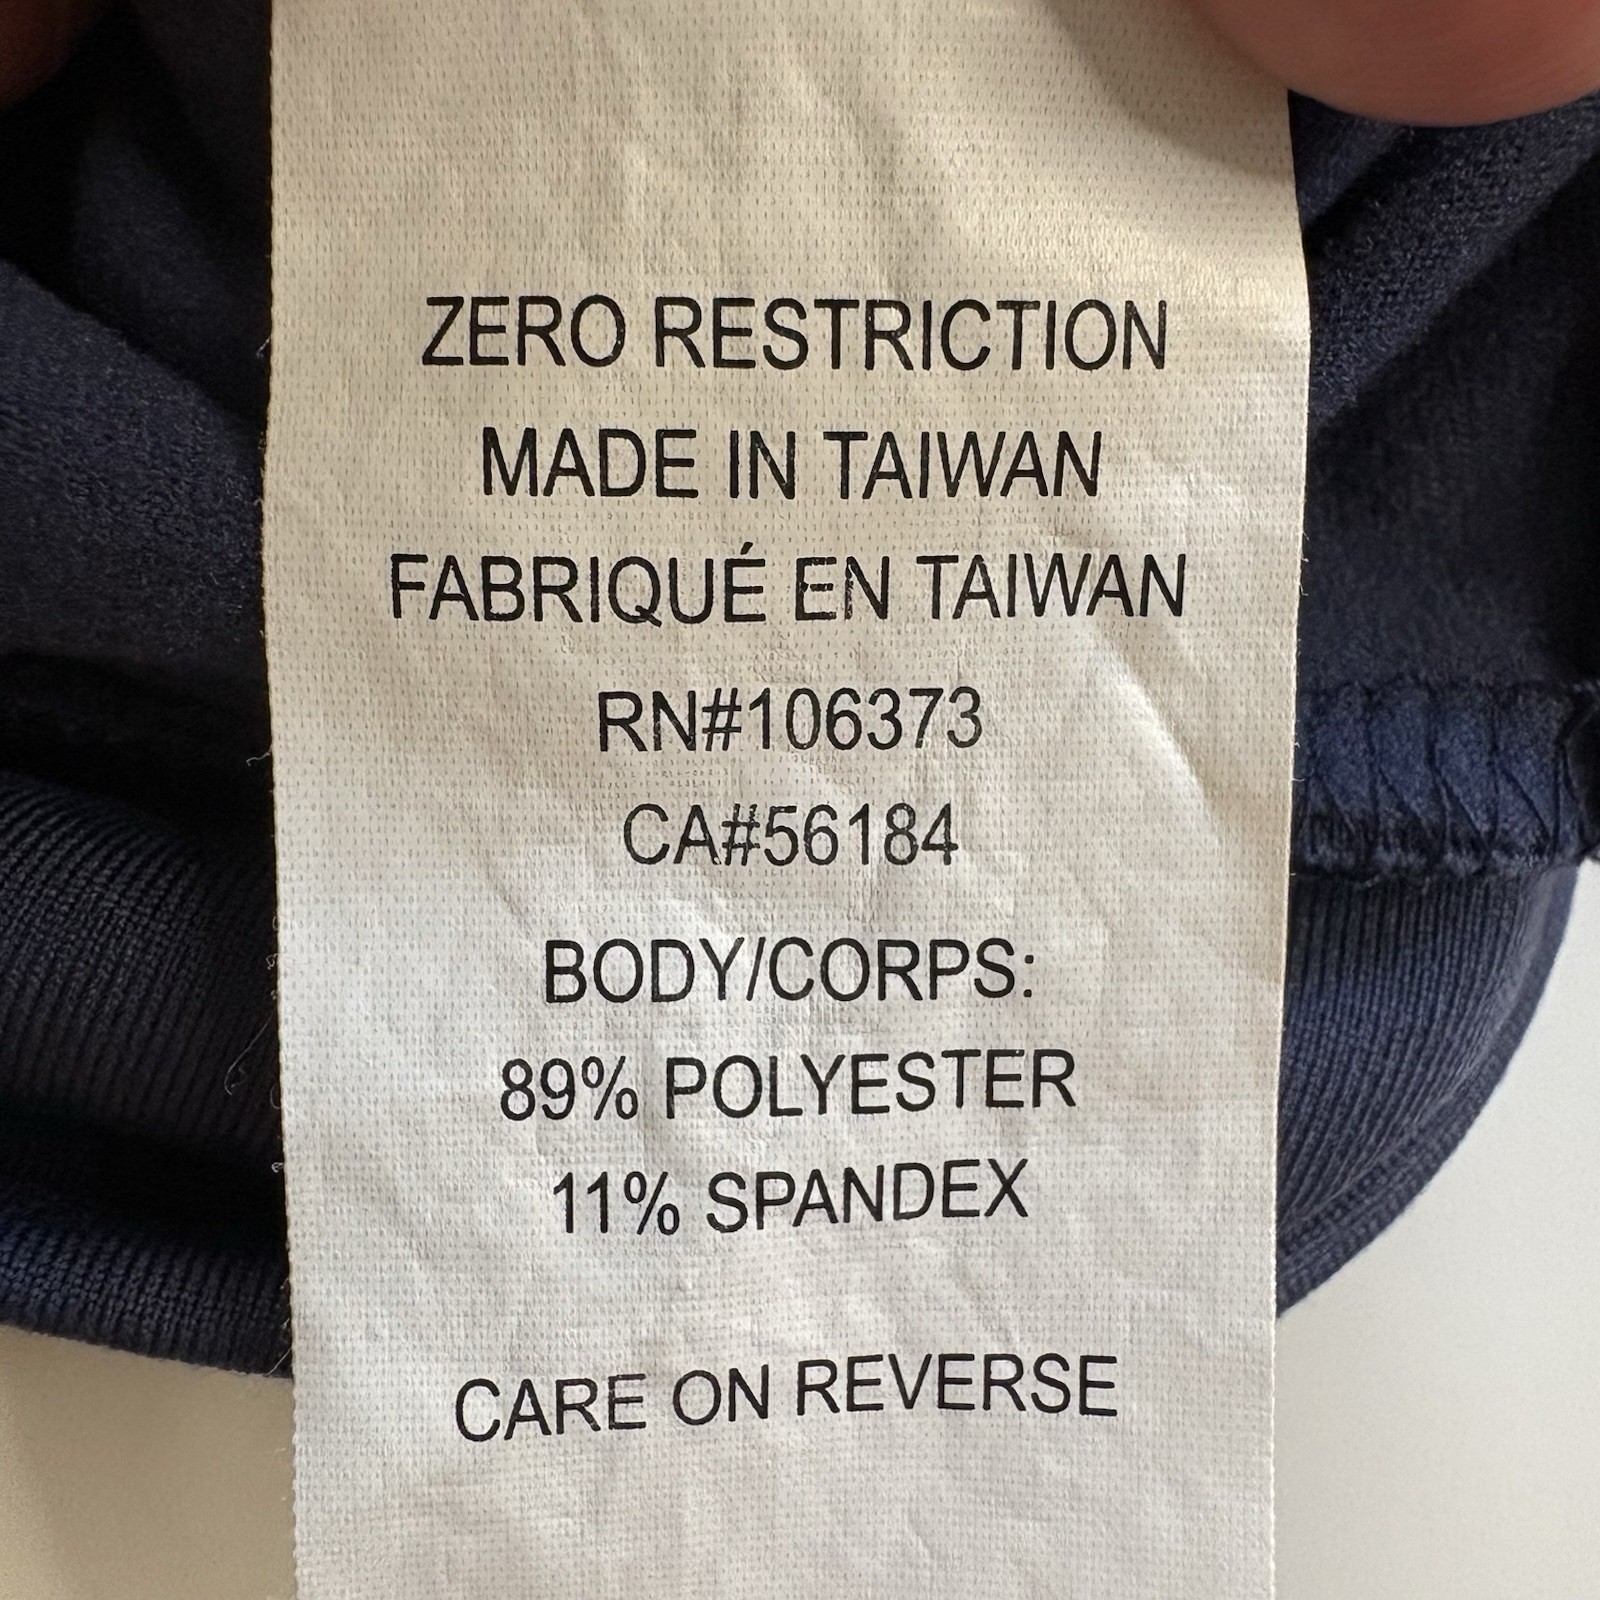 ZERO RESTRICTION
MADE IN TAIWAN
FABRIQUÉ EN TAIWAN
RN#106373
CA#56184
BODY/CORPS:
89% POLYESTER
11% SPANDEX
CARE ON REVERSE